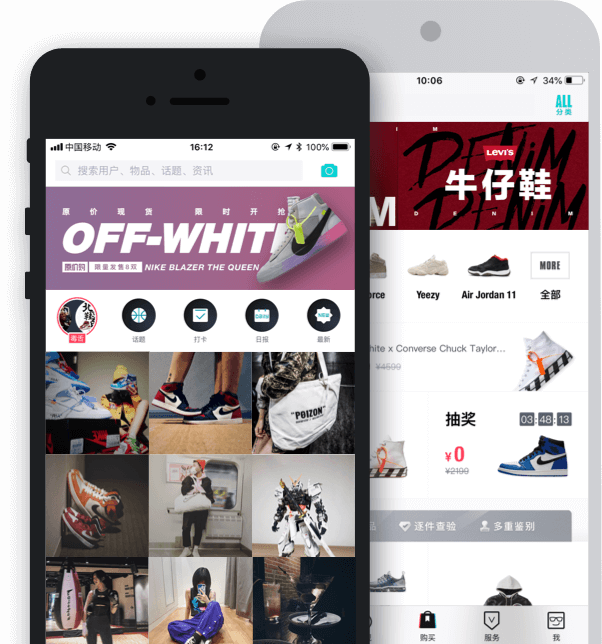 中国移动
16:12
100%
搜索用户、物品、话题、资讯
原价现货 限时开抢
OFF-WHIT
原价购 限量发售8双 NIKE BLAZER THE QUEEN
毒舌
话题
打卡
日报
最新
"POIZON"
10:06
34%
ALL
分类
Levi's
牛仔鞋
DENIM
DENIM
M
D E N I M
orce
Yeezy
Air Jordan 11
MORE
全部
hite x Converse Chuck Taylor...
¥4599
抽奖
03:48:13
¥0
¥2199
品
逐件查验
多重鉴别
购买
服务
我